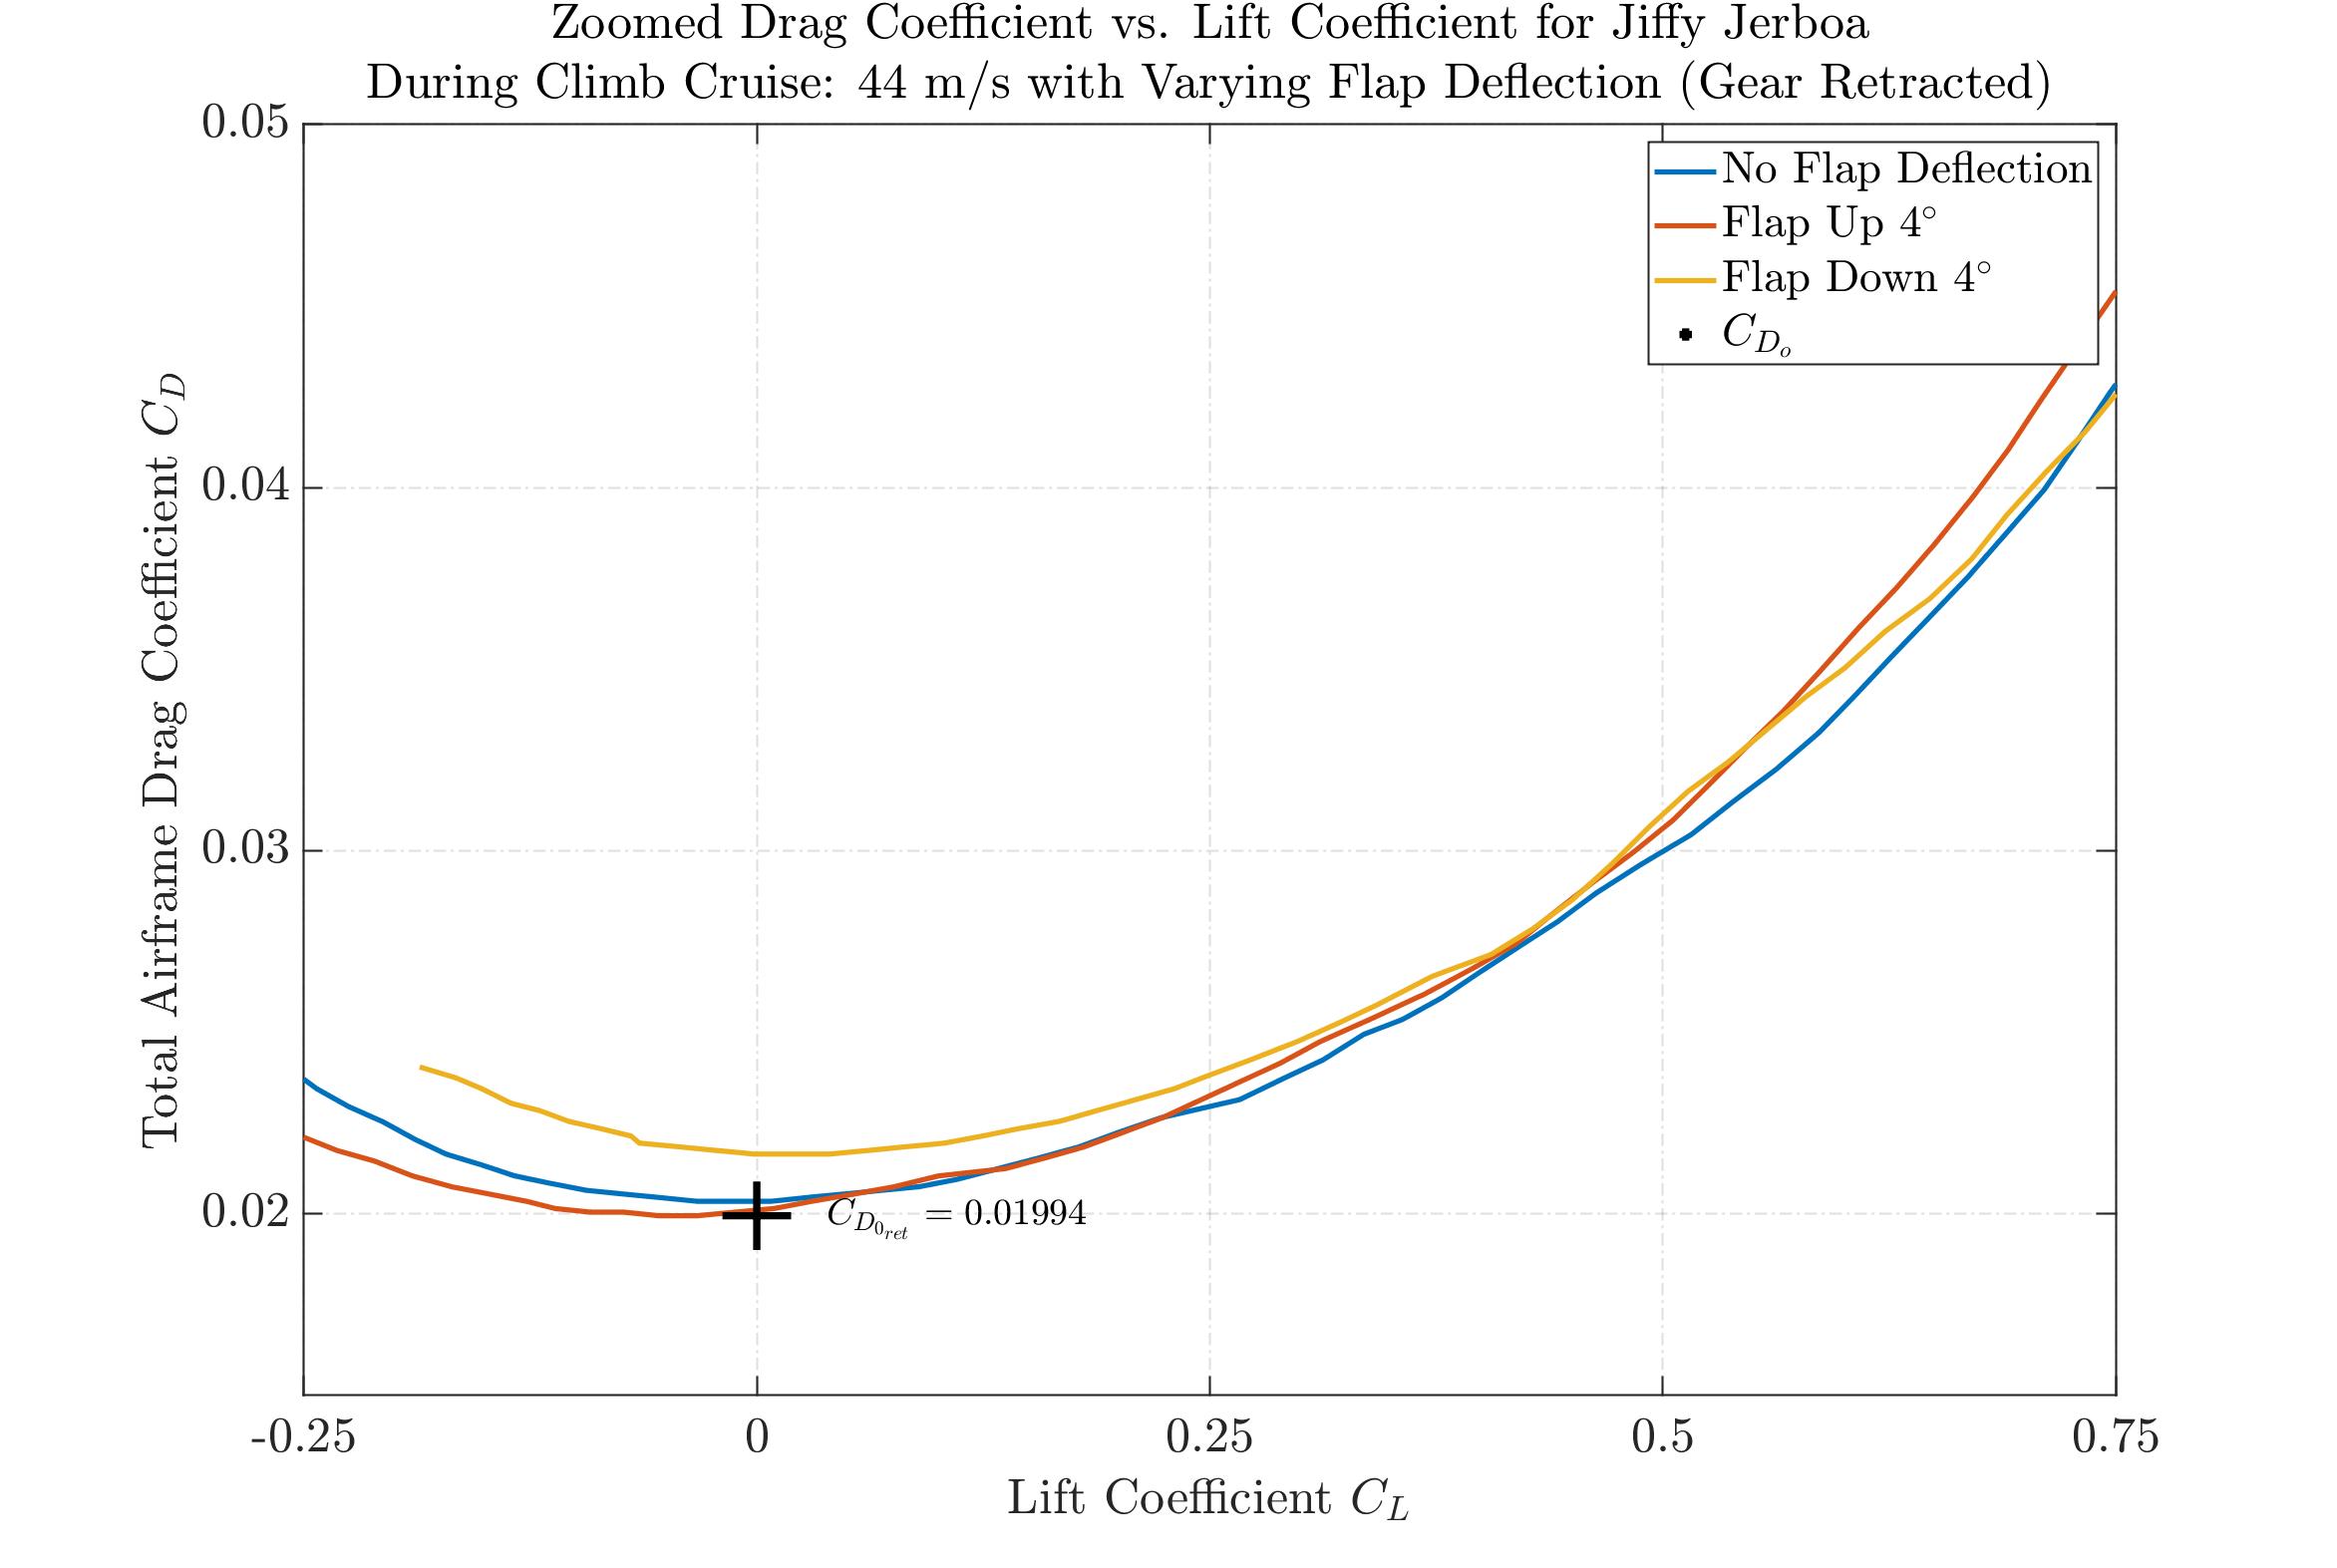 Zoomed Drag Coefficient vs. Lift Coefficient for Jiffy Jerboa
During Climb Cruise: 44 m/s with Varying Flap Deflection (Gear Retracted)
0.05
0.04
0.03
0.02
Total Airframe Drag Coefficient C_D
No Flap Deflection
Flap Up 4°
Flap Down 4°
C_{D_o}
C_{D_{0_{ret}}} = 0.01994
-0.25
0
0.25
0.5
0.75
Lift Coefficient C_L